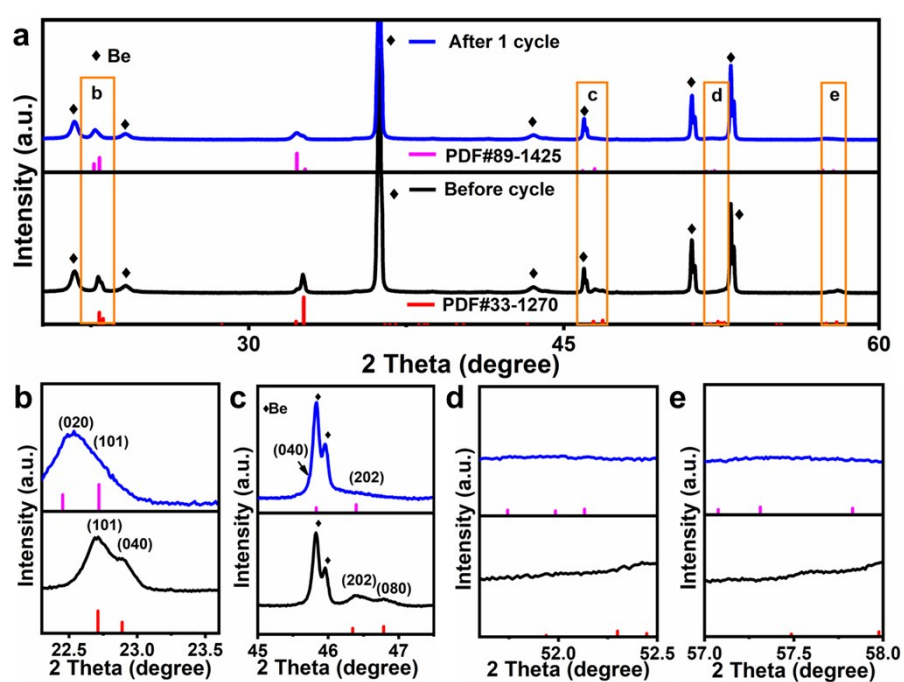 a
After 1 cycle
♦ Be
b
c
d
e
PDF#89-1425
Before cycle
PDF#33-1270
Intensity (a.u.)
30
45
60
2 Theta (degree)
b
(020)
(101)
(101)
(040)
Intensity (a.u.)
22.5
23.0
23.5
2 Theta (degree)
c
♦Be
(040)
(202)
(202)
(080)
Intensity (a.u.)
45
46
47
2 Theta (degree)
d
Intensity (a.u.)
52.0
52.5
2 Theta (degree)
e
Intensity (a.u.)
57.0
57.5
58.0
2 Theta (degree)